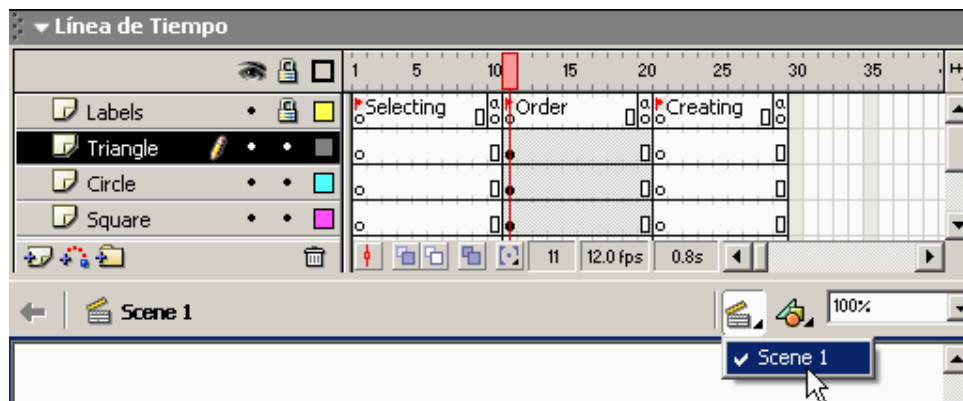 Línea de Tiempo
1 5 10 15 20 25 30 35
Labels Selecting a Order a Creating a
Triangle
Circle
Square
11 12.0 fps 0.8s
Scene 1 100%
Scene 1